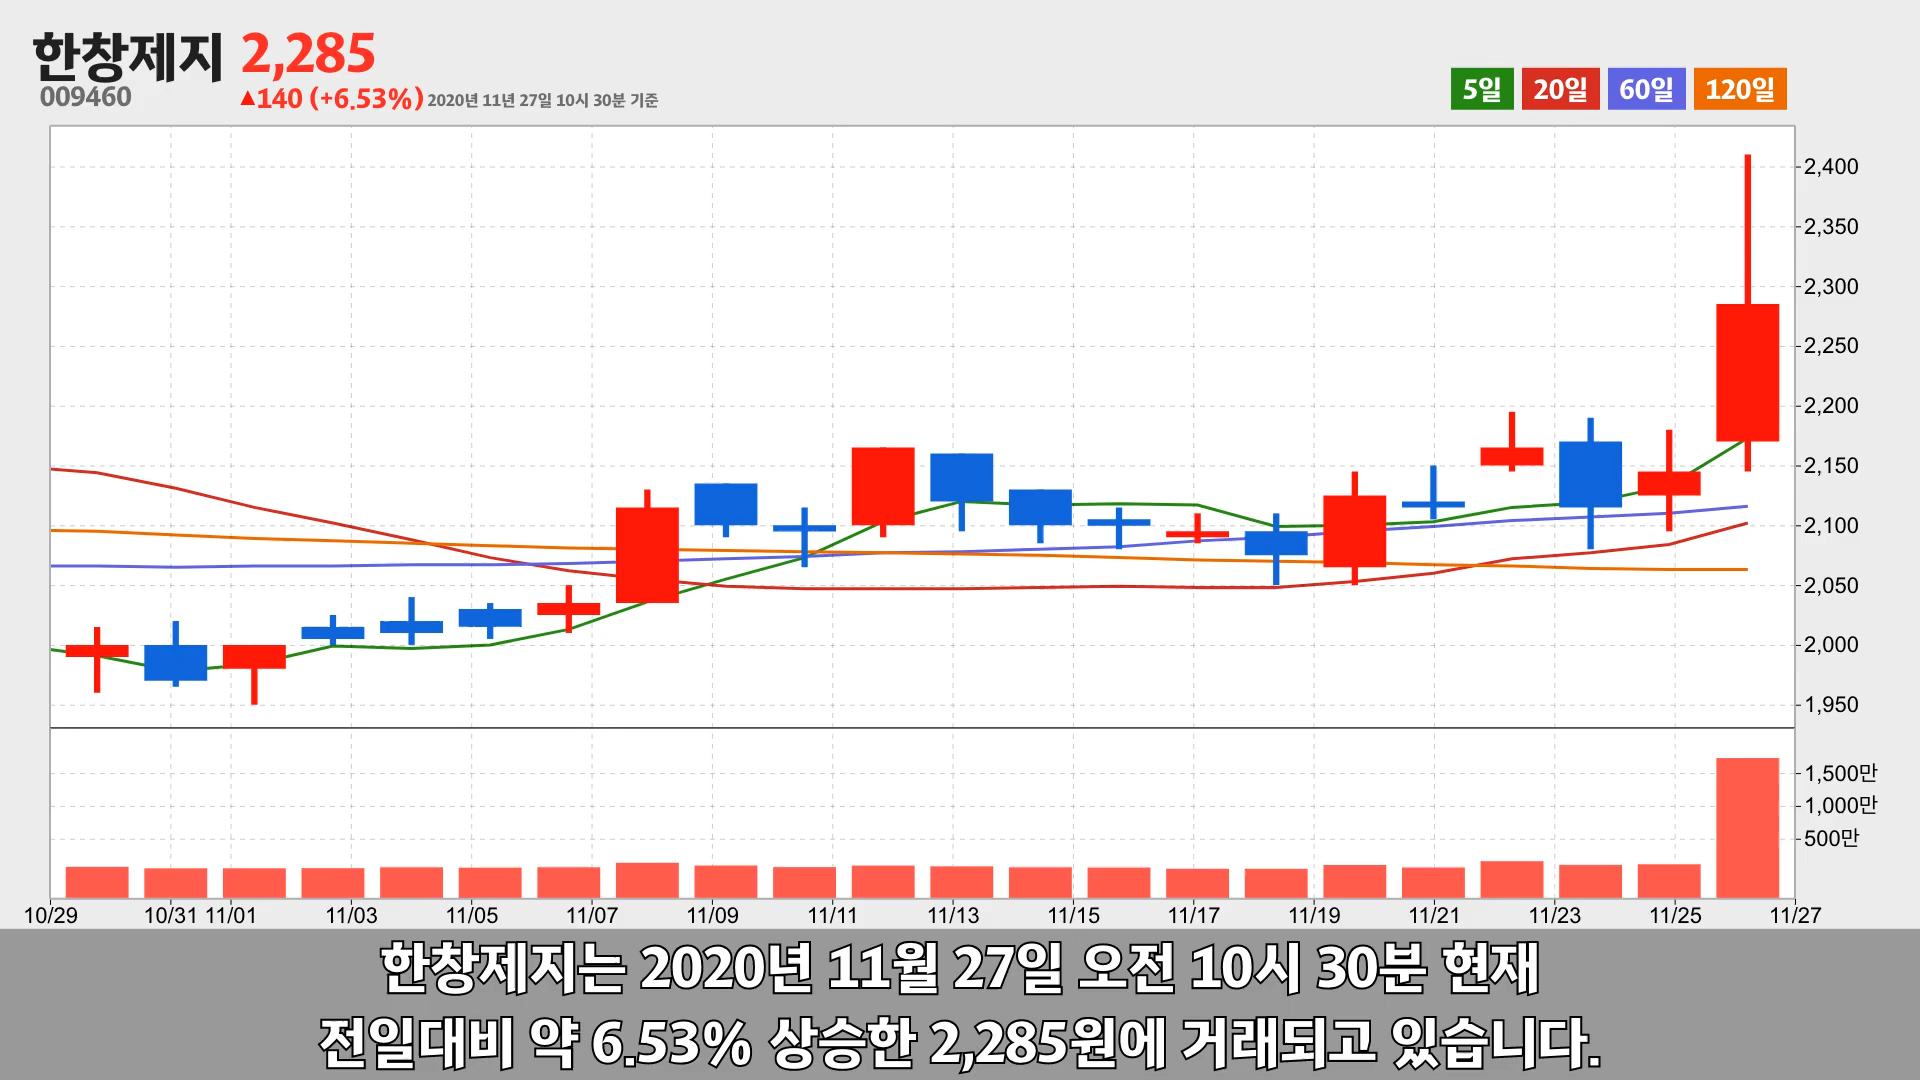 한창제지 2,285
009460 ▲140 (+6.53%) 2020년 11년 27일 10시 30분 기준
5일 20일 60일 120일
2,400
2,350
2,300
2,250
2,200
2,150
2,100
2,050
2,000
1,950
1,500만
1,000만
500만
10/29 10/31 11/01 11/03 11/05 11/07 11/09 11/11 11/13 11/15 11/17 11/19 11/21 11/23 11/25 11/27
한창제지는 2020년 11월 27일 오전 10시 30분 현재
전일대비 약 6.53% 상승한 2,285원에 거래되고 있습니다.